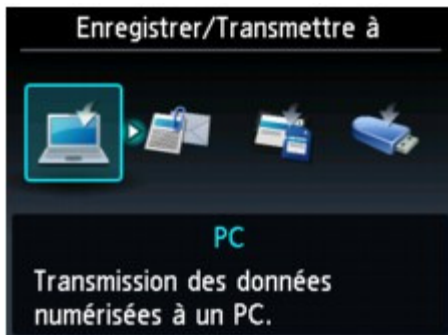 Enregistrer/Transmettre à
PC
Transmission des données
numérisées à un PC.